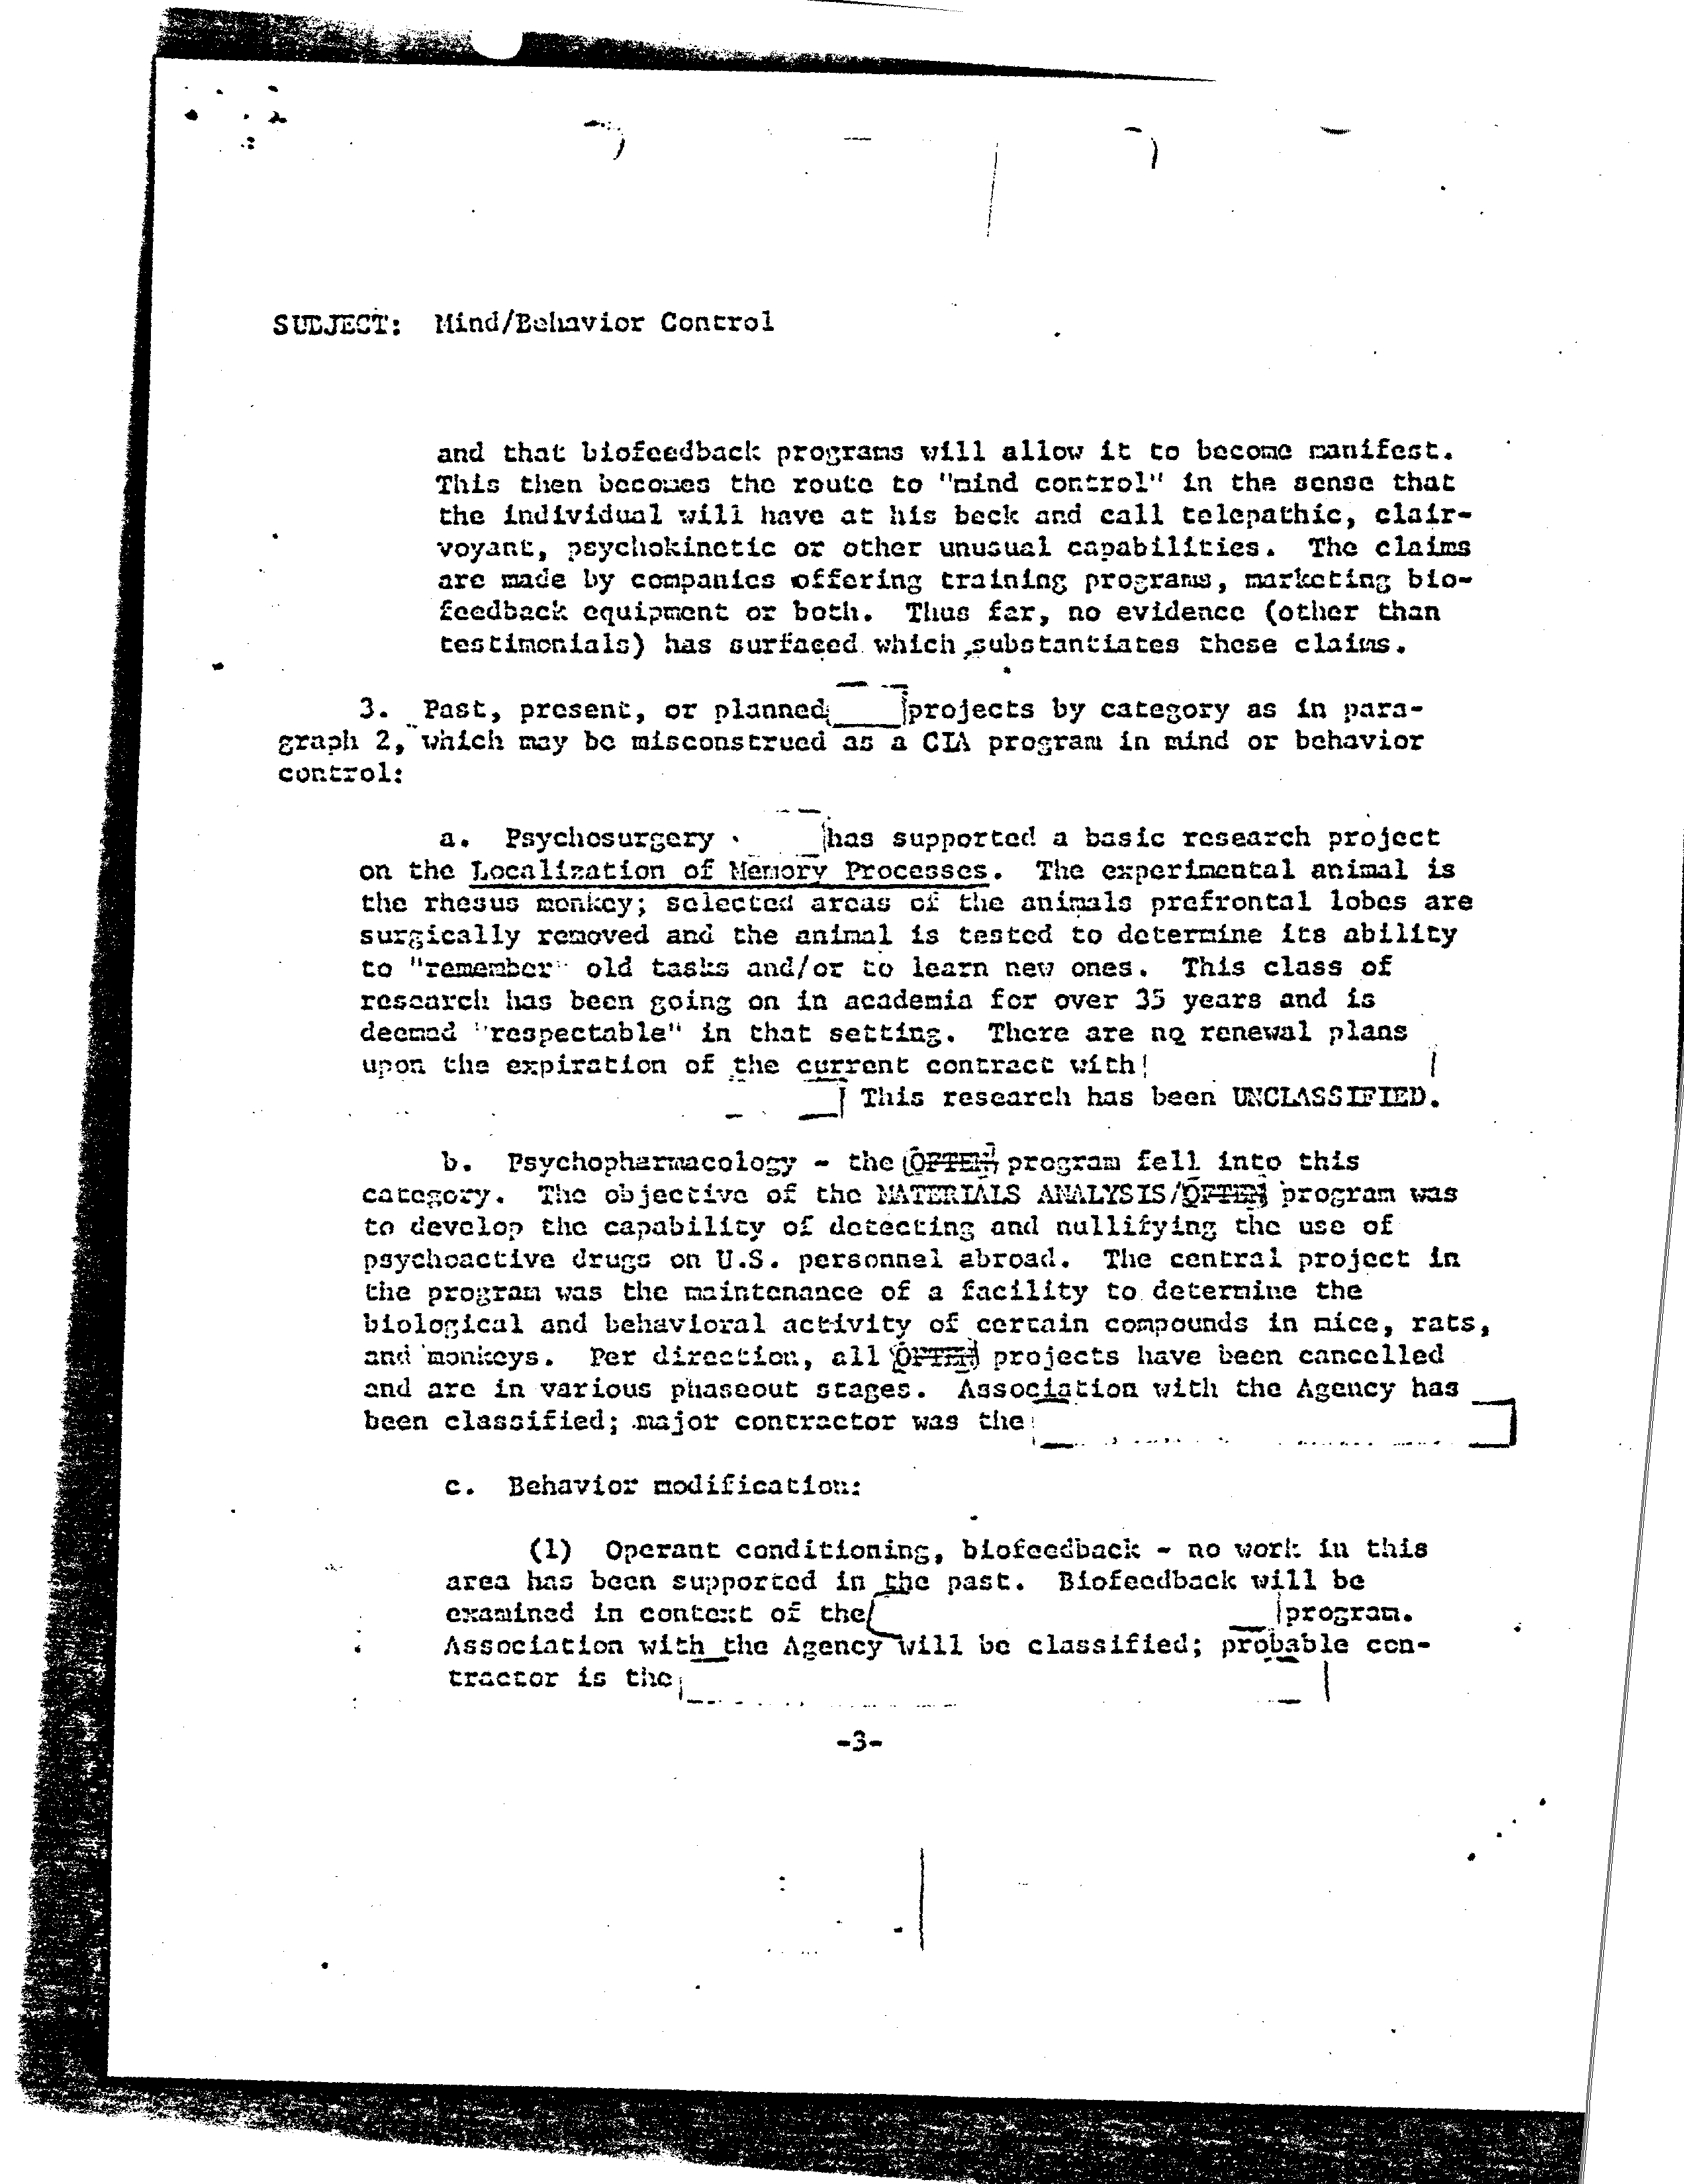 SUBJECT: Mind/Behavior Control
and that biofeedback programs will allow it to become manifest.
This then becomes the route to "mind control" in the sense that
the individual will have at his beck and call telepathic, clair-
voyant, psychokinetic or other unusual capabilities. The claims
are made by companies offering training programs, marketing bio-
feedback equipment or both. Thus far, no evidence (other than
testimonials) has surfaced which substantiates these claims.
3. Past, present, or planned projects by category as in para-
graph 2, which may be misconstrued as a CIA program in mind or behavior
control:
a. Psychosurgery - has supported a basic research project
on the Localization of Memory Processes. The experimental animal is
the rhesus monkey; selected areas of the animals prefrontal lobes are
surgically removed and the animal is tested to determine its ability
to "remember" old tasks and/or to learn new ones. This class of
research has been going on in academia for over 35 years and is
deemed "respectable" in that setting. There are no renewal plans
upon the expiration of the current contract with
This research has been UNCLASSIFIED.
b. Psychopharmacology - the OFTEN program fell into this
category. The objective of the MATERIALS ANALYSIS/OFTEN program was
to develop the capability of detecting and nullifying the use of
psychoactive drugs on U.S. personnel abroad. The central project in
the program was the maintenance of a facility to determine the
biological and behavioral activity of certain compounds in mice, rats,
and monkeys. Per direction, all OFTEN projects have been cancelled
and are in various phaseout stages. Association with the Agency has
been classified; major contractor was the
c. Behavior modification:
(1) Operant conditioning, biofeedback - no work in this
area has been supported in the past. Biofeedback will be
examined in context of the program.
Association with the Agency will be classified; probable con-
tractor is the
-3-